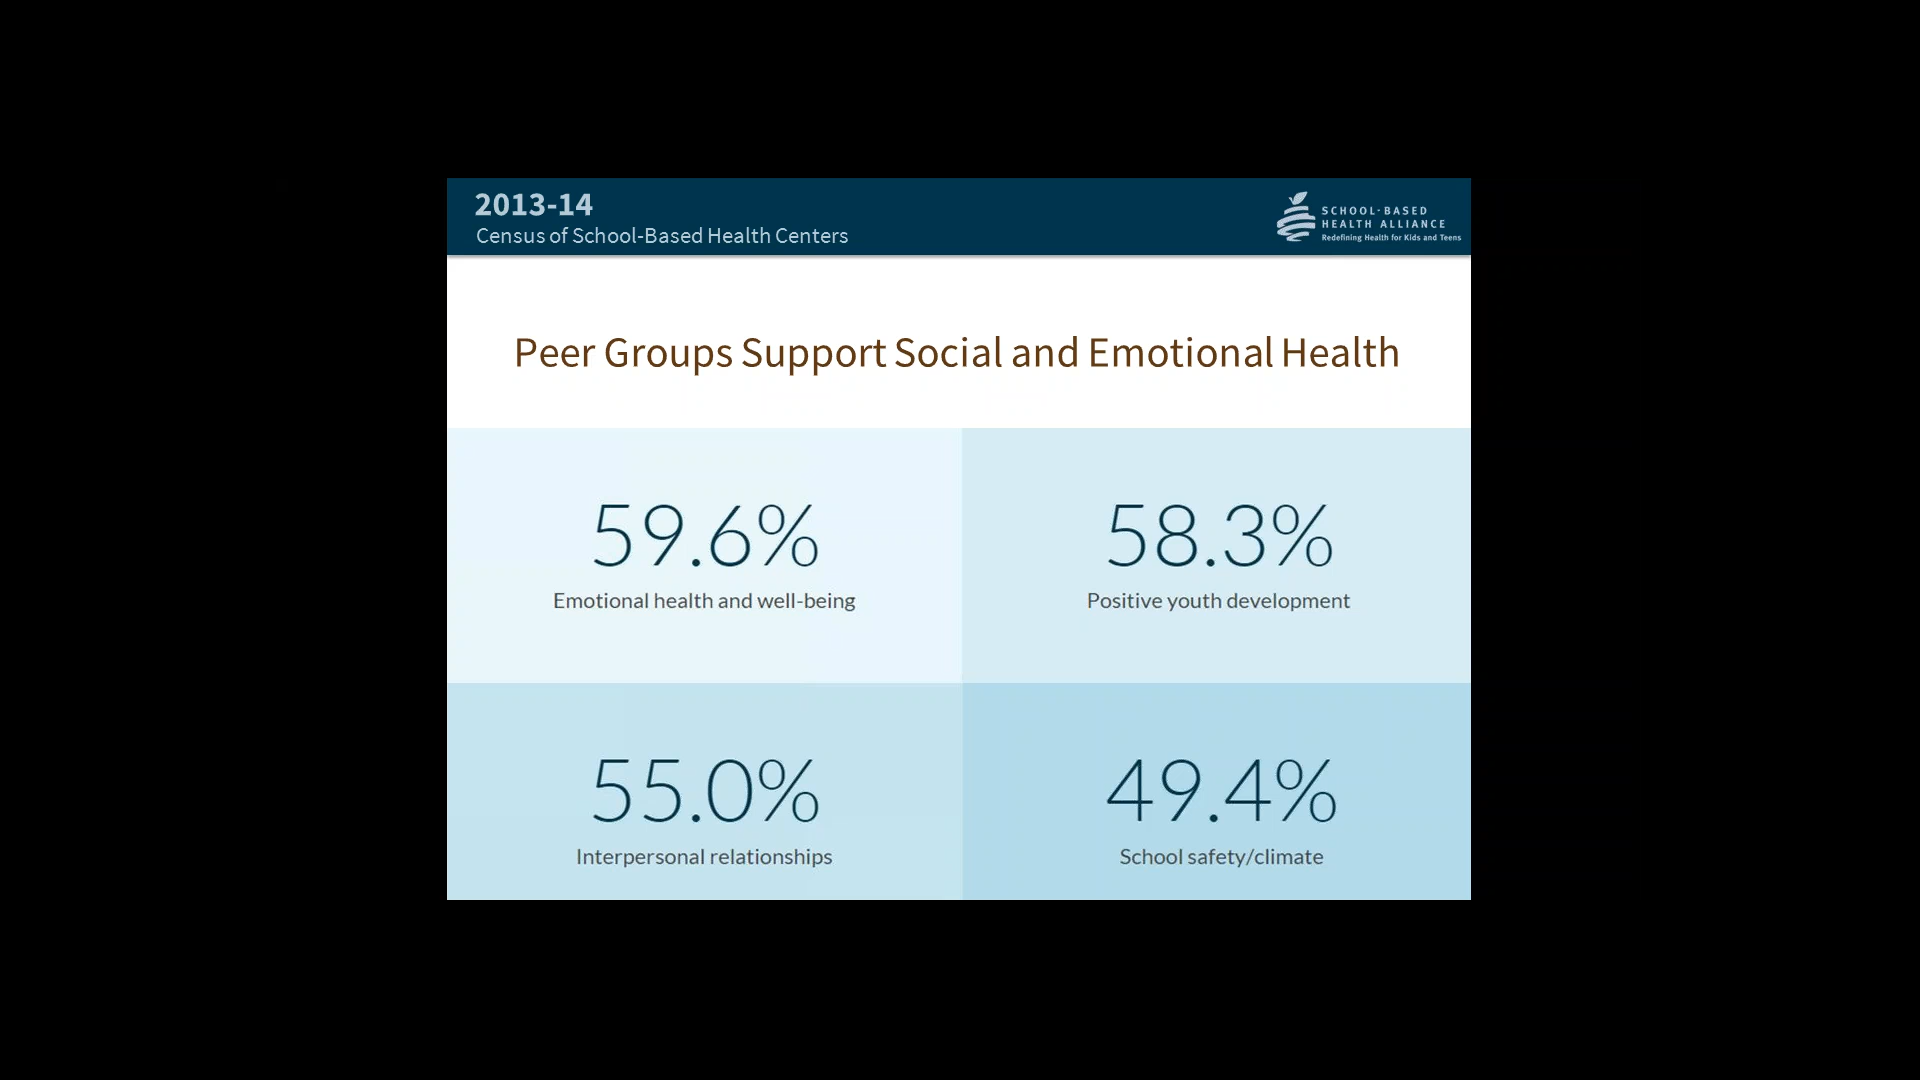 2013-14
Census of School-Based Health Centers
SCHOOL-BASED
HEALTH ALLIANCE
Redefining Health for Kids and Teens
Peer Groups Support Social and Emotional Health
59.6%
Emotional health and well-being
58.3%
Positive youth development
55.0%
Interpersonal relationships
49.4%
School safety/climate